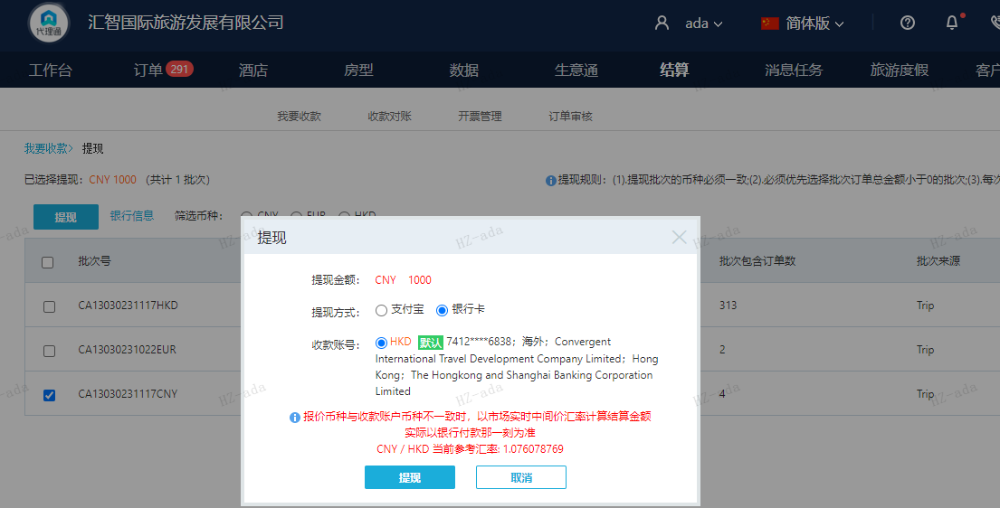 代理通 汇智国际旅游发展有限公司 ada 简体版
工作台 订单 291 酒店 房型 数据 生意通 结算 消息任务 旅游度假 客户
我要收款 收款对账 开票管理 订单审核
我要收款> 提现
已选择提现: CNY 1000 (共计 1 批次) 提现规则: (1).提现批次的币种必须一致;(2).必须优先选择批次订单总金额小于0的批次;(3).每次
提现 银行信息 筛选币种: CNY EUR HKD
批次号 批次包含订单数 批次来源
CA13030231117HKD 313 Trip
CA13030231022EUR 2 Trip
CA13030231117CNY 4 Trip
提现
提现金额: CNY 1000
提现方式: 支付宝 银行卡
收款账号: HKD 默认 7412****6838; 海外; Convergent
International Travel Development Company Limited; Hong
Kong; The Hongkong and Shanghai Banking Corporation
Limited
报价币种与收款账户币种不一致时，以市场实时中间价汇率计算结算金额
实际以银行付款那一刻为准
CNY / HKD 当前参考汇率: 1.076078769
提现 取消
HZ-ada